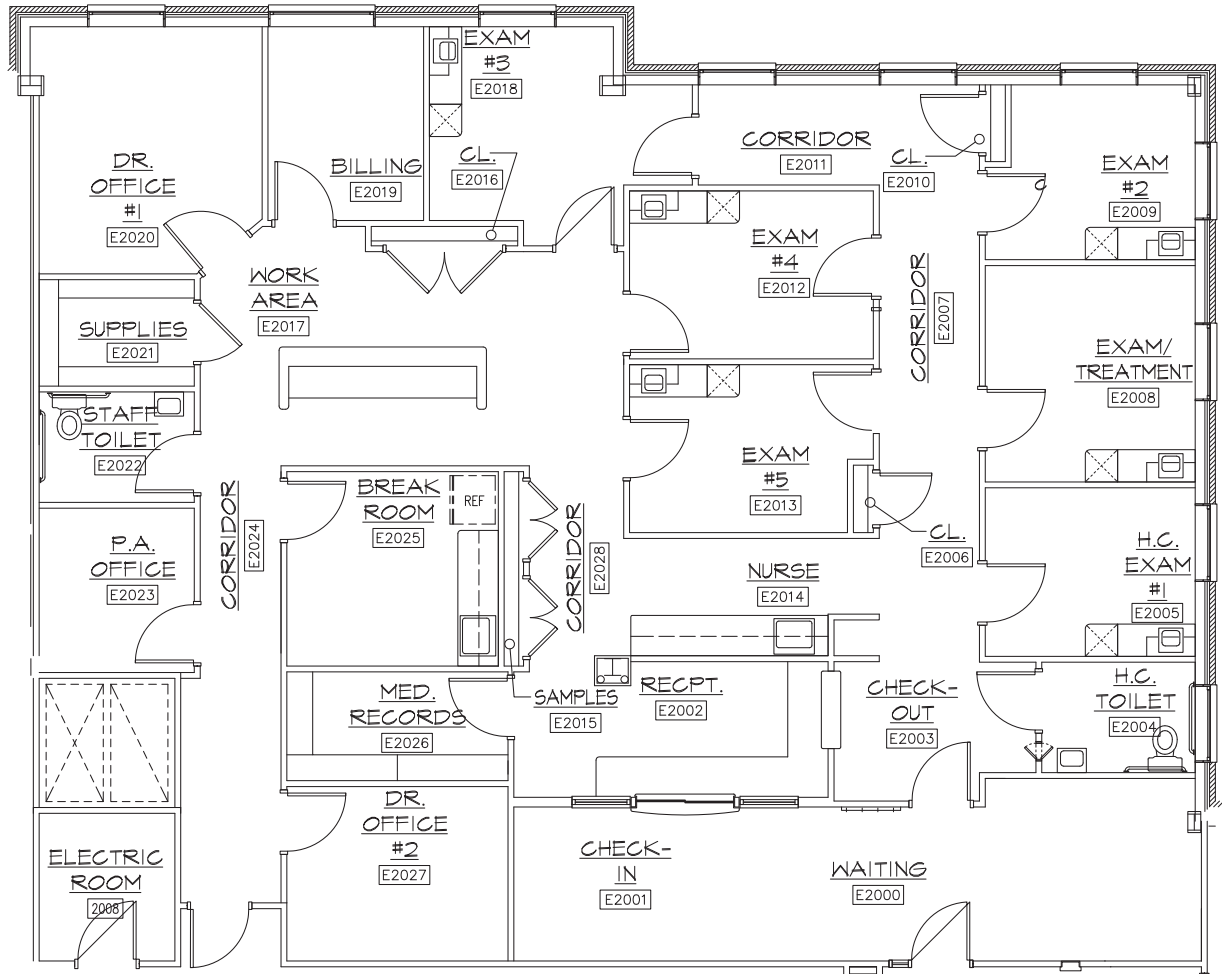 EXAM
#3
E2018
CORRIDOR
E2011
DR.
OFFICE
#1
E2020
BILLING
E2019
CL.
E2016
CL.
E2010
EXAM
#2
E2009
EXAM
#4
E2012
WORK
AREA
E2017
CORRIDOR
E2007
SUPPLIES
E2021
EXAM/
TREATMENT
E2008
STAFF
TOILET
E2022
EXAM
#5
E2013
BREAK
ROOM
E2025
REF
CORRIDOR
E2024
CORRIDOR
E2028
CL.
E2006
P.A.
OFFICE
E2023
H.C.
EXAM
#1
E2005
NURSE
E2014
MED.
RECORDS
E2026
SAMPLES
E2015
RECPT.
E2002
CHECK-
OUT
E2003
H.C.
TOILET
E2004
DR.
OFFICE
#2
E2027
ELECTRIC
ROOM
2008
CHECK-
IN
E2001
WAITING
E2000